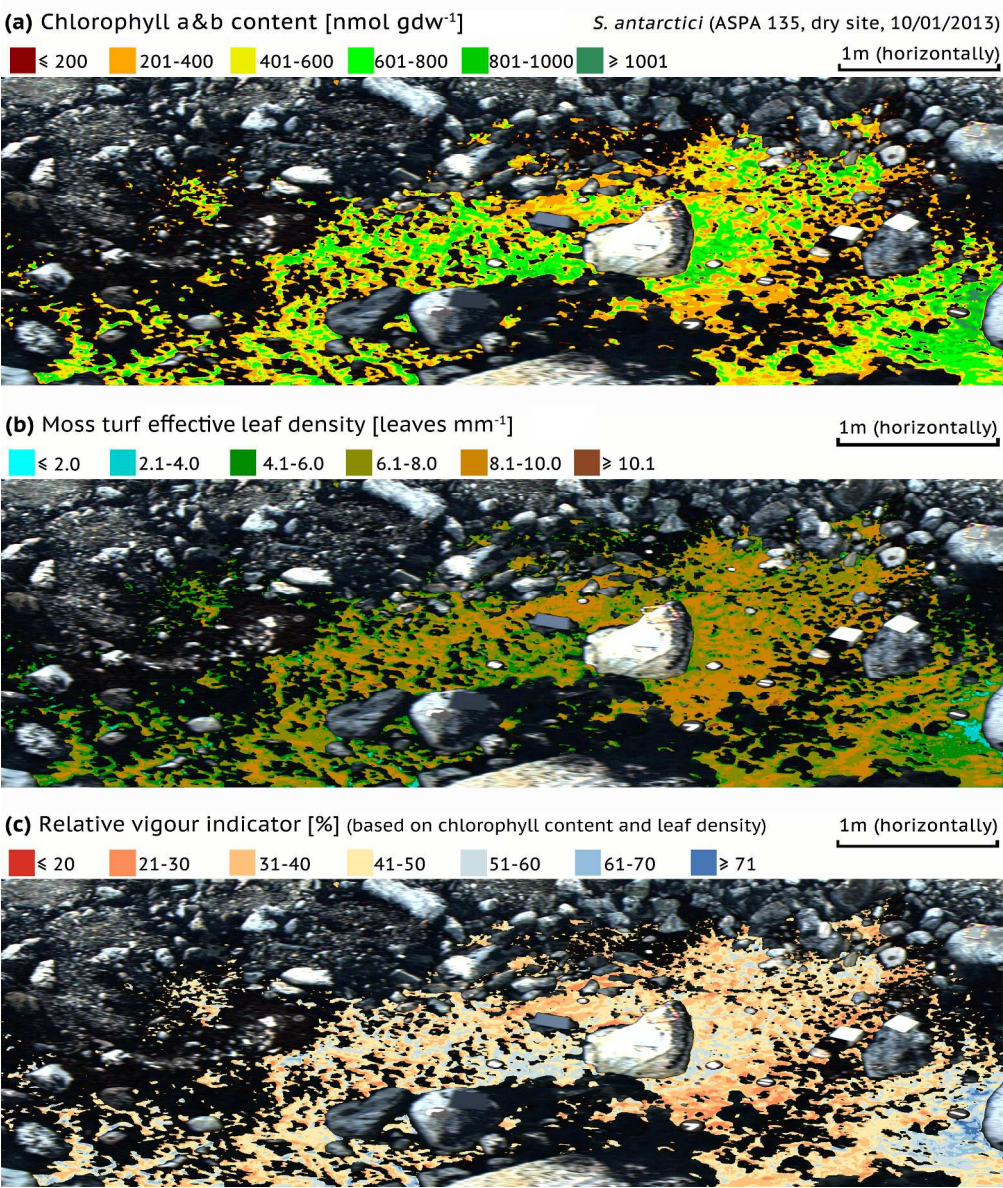 (a) Chlorophyll a&b content [nmol gdw⁻¹] S. antarctici (ASPA 135, dry site, 10/01/2013)
⩽ 200 201-400 401-600 601-800 801-1000 ⩾ 1001 1m (horizontally)
(b) Moss turf effective leaf density [leaves mm⁻¹] 1m (horizontally)
⩽ 2.0 2.1-4.0 4.1-6.0 6.1-8.0 8.1-10.0 ⩾ 10.1
(c) Relative vigour indicator [%] (based on chlorophyll content and leaf density) 1m (horizontally)
⩽ 20 21-30 31-40 41-50 51-60 61-70 ⩾ 71